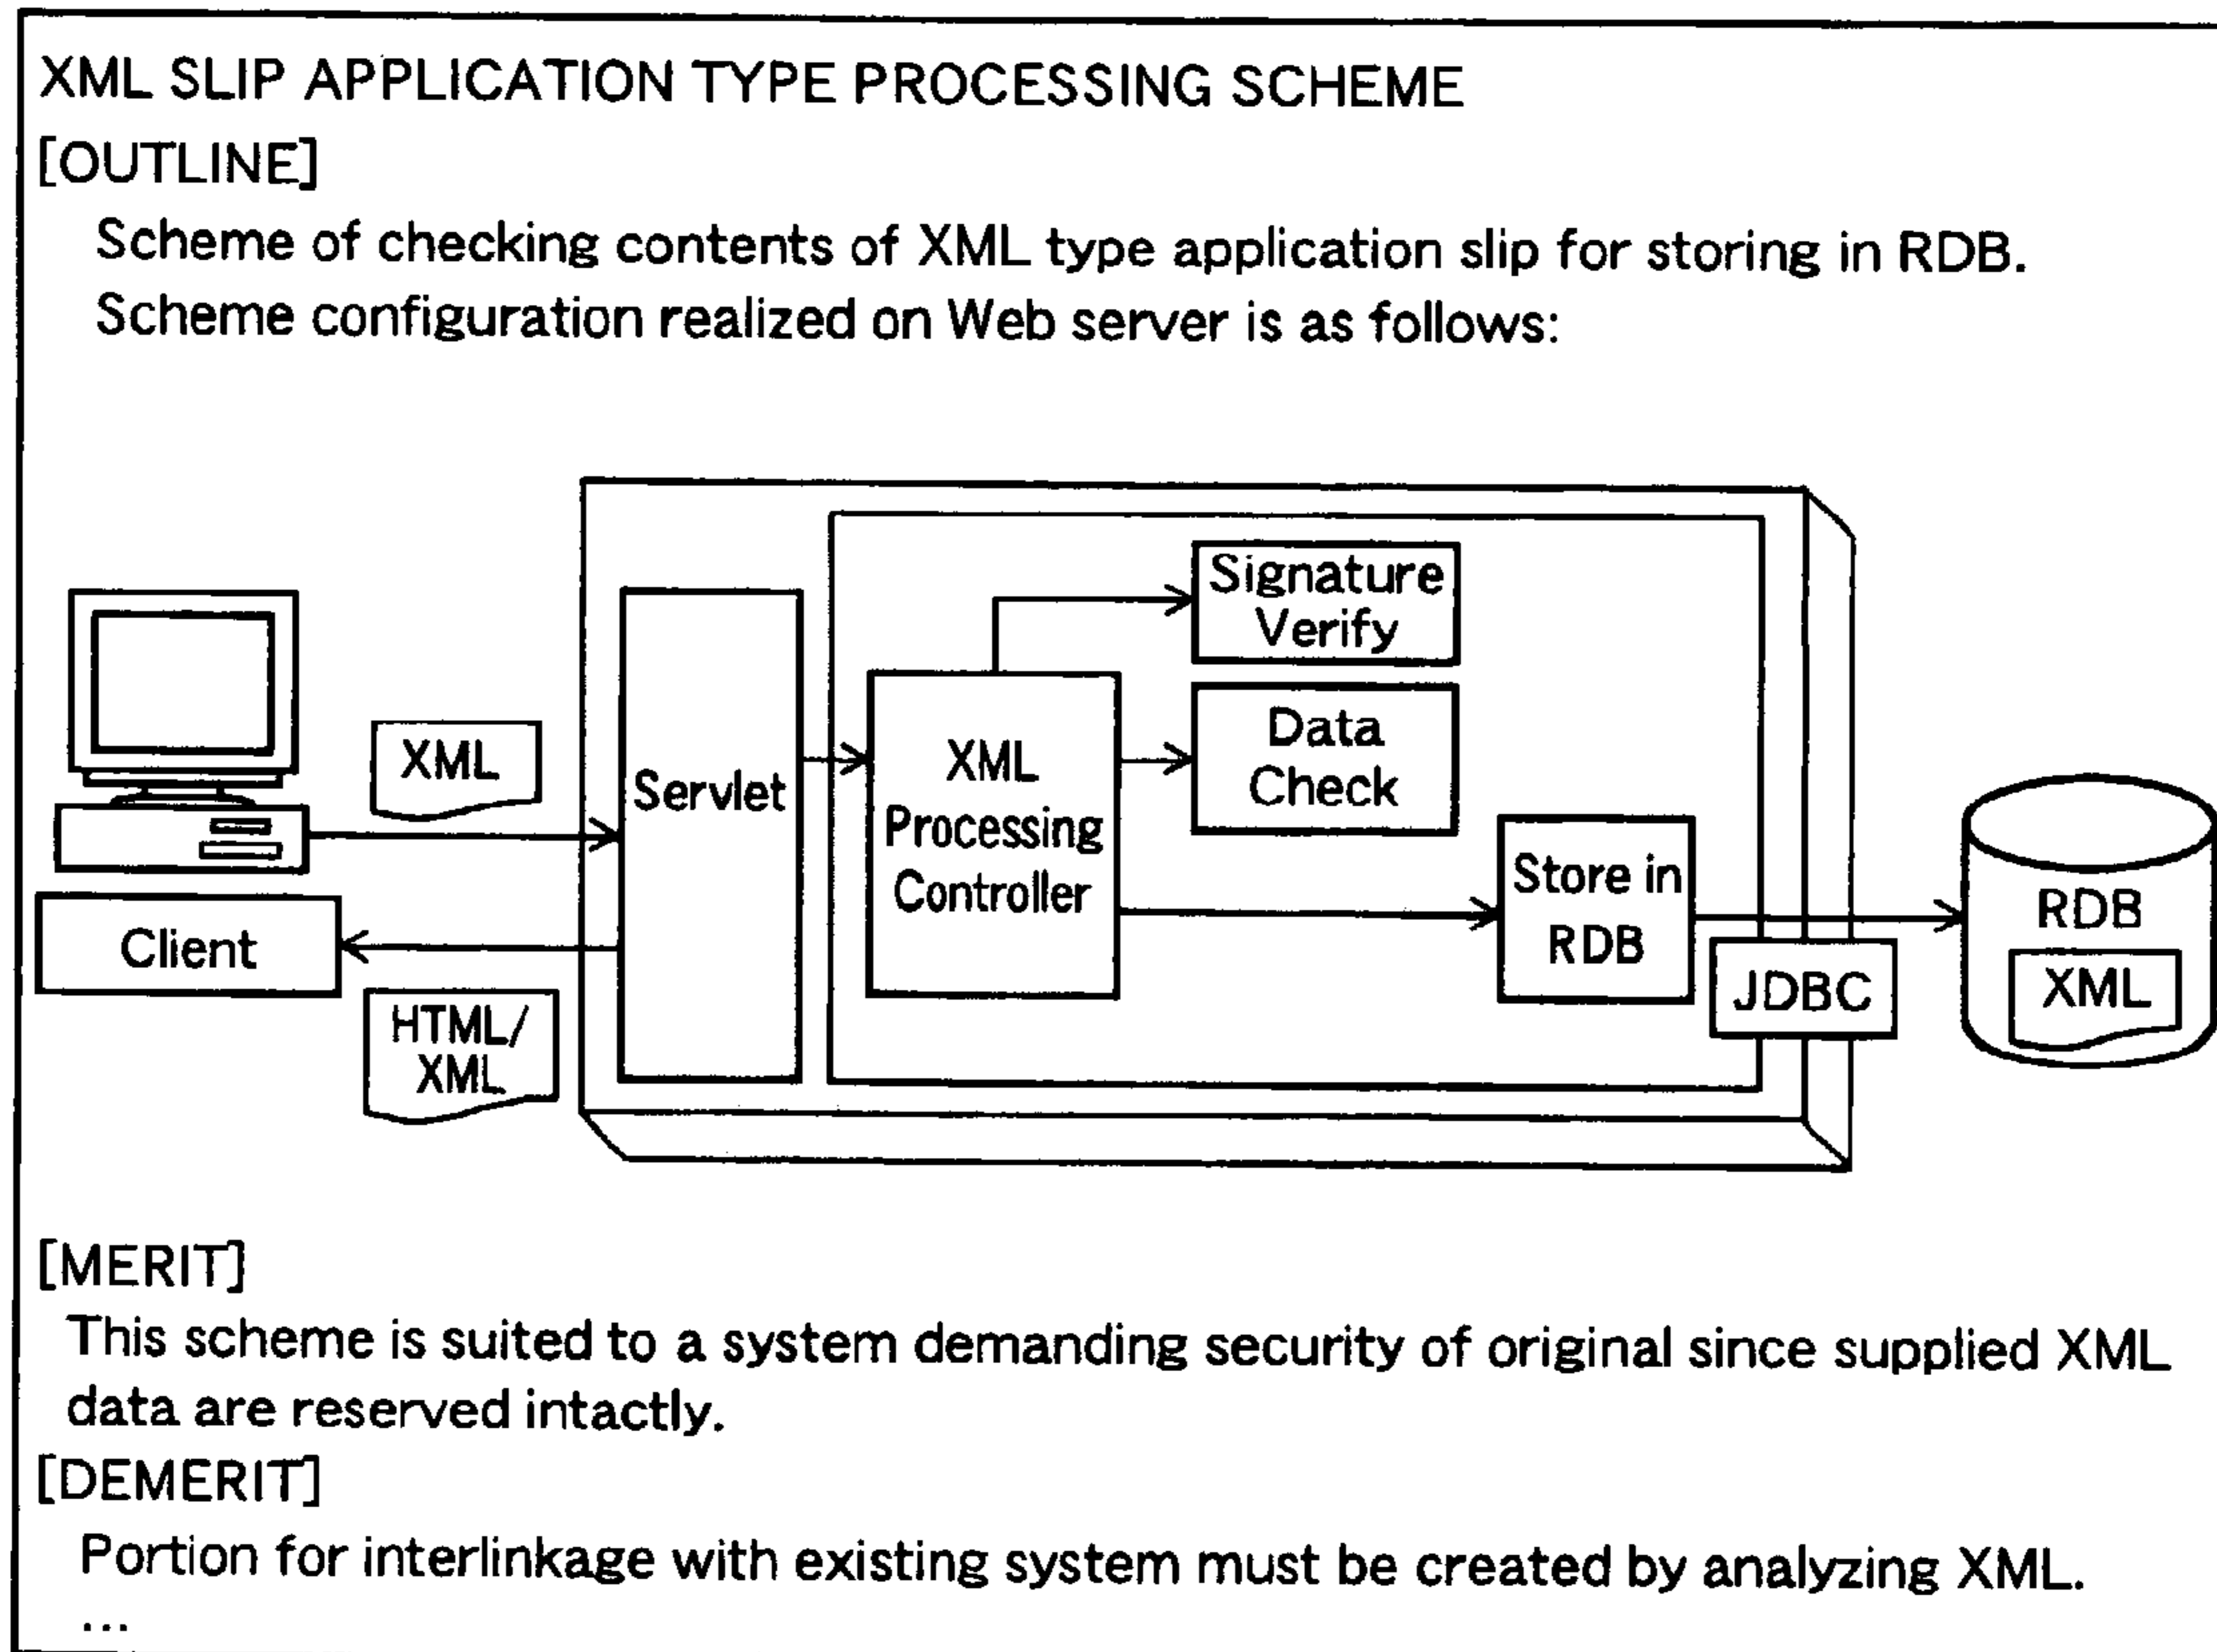 XML SLIP APPLICATION TYPE PROCESSING SCHEME
[OUTLINE]
Scheme of checking contents of XML type application slip for storing in RDB.
Scheme configuration realized on Web server is as follows:
Signature
Verify
XML
Servlet
XML
Processing
Controller
Data
Check
Store in
RDB
RDB
XML
JDBC
Client
HTML/
XML
[MERIT]
This scheme is suited to a system demanding security of original since supplied XML
data are reserved intactly.
[DEMERIT]
Portion for interlinkage with existing system must be created by analyzing XML.
...